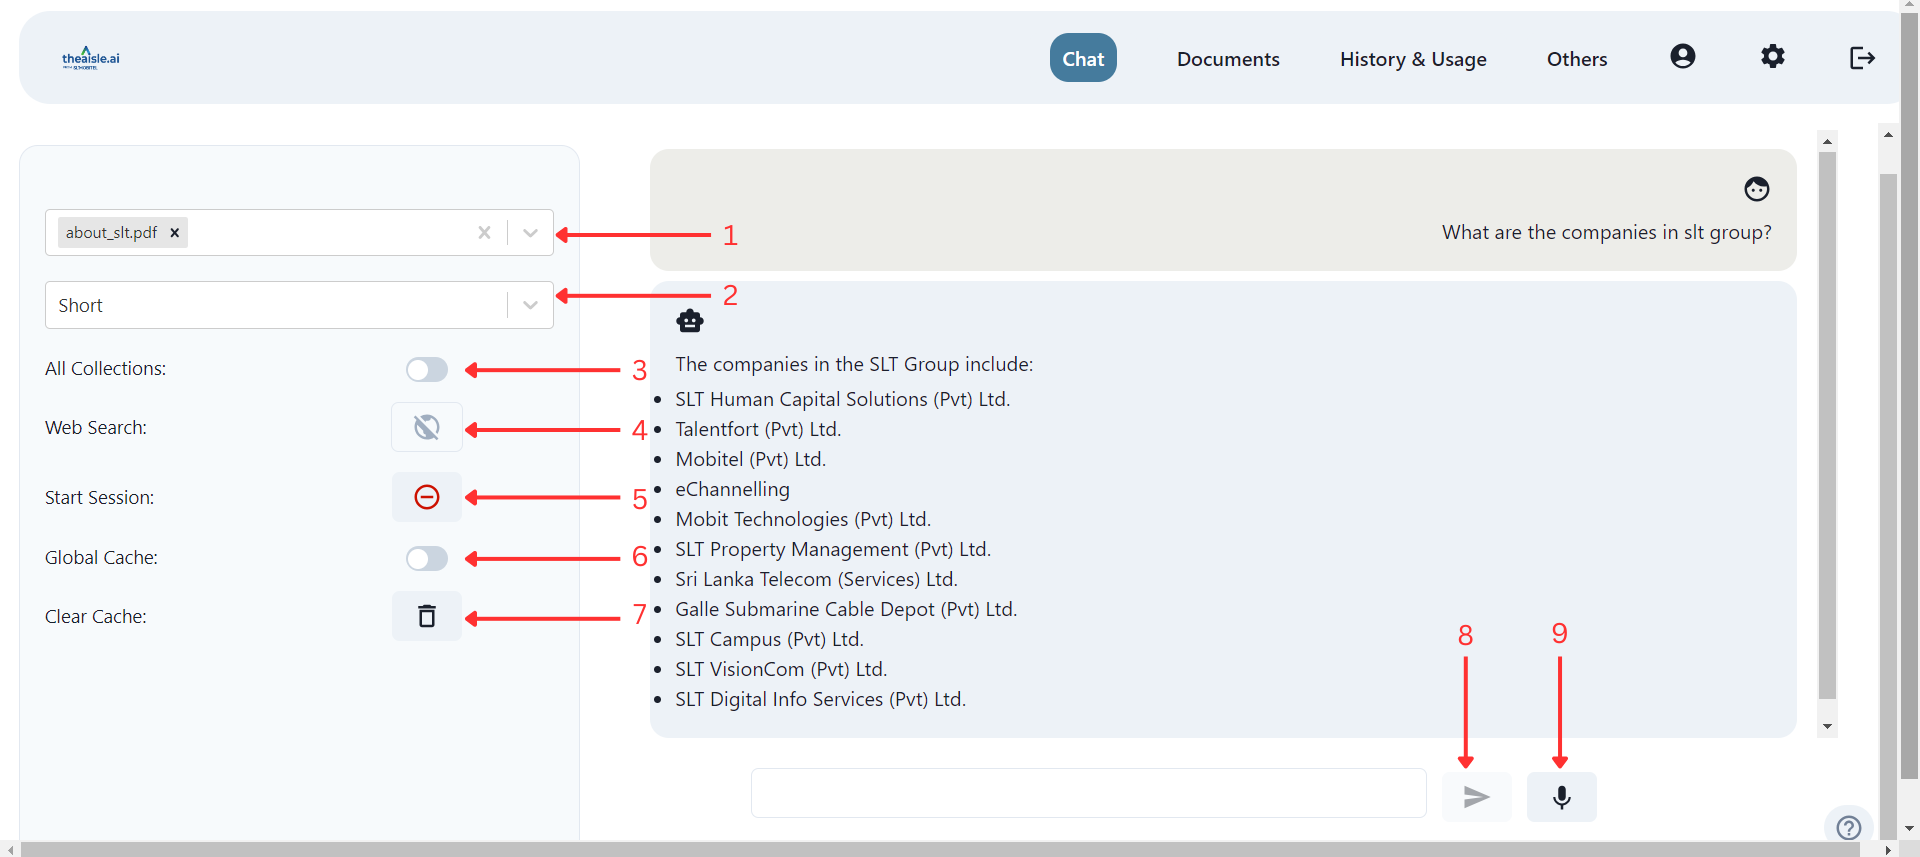 theaisle.ai
Chat
Documents
History & Usage
Others
about_slt.pdf
1
Short
2
All Collections:
3
Web Search:
4
Start Session:
5
Global Cache:
6
Clear Cache:
7
What are the companies in slt group?
The companies in the SLT Group include:
SLT Human Capital Solutions (Pvt) Ltd.
Talentfort (Pvt) Ltd.
Mobitel (Pvt) Ltd.
eChannelling
Mobit Technologies (Pvt) Ltd.
SLT Property Management (Pvt) Ltd.
Sri Lanka Telecom (Services) Ltd.
Galle Submarine Cable Depot (Pvt) Ltd.
SLT Campus (Pvt) Ltd.
SLT VisionCom (Pvt) Ltd.
SLT Digital Info Services (Pvt) Ltd.
8
9